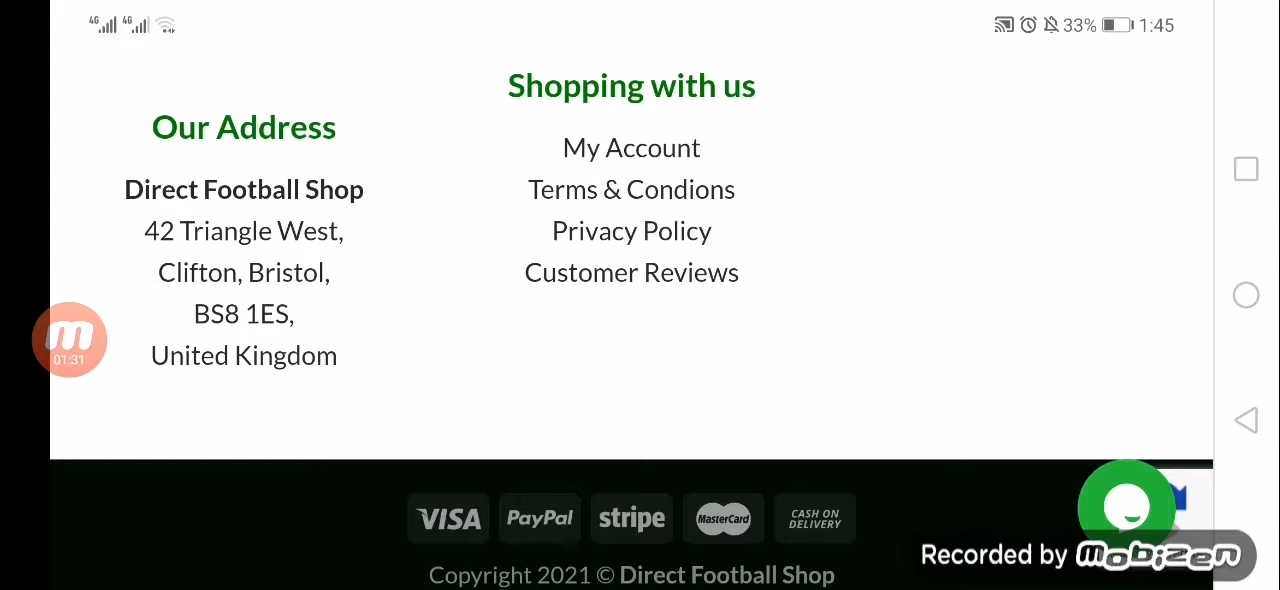 4G 4G 33% 1:45
Shopping with us
Our Address
My Account
Direct Football Shop
Terms & Condions
42 Triangle West,
Privacy Policy
Clifton, Bristol,
Customer Reviews
BS8 1ES,
United Kingdom
m
01:31
VISA PayPal stripe MasterCard CASH ON
DELIVERY
Recorded by mobizen
Copyright 2021 © Direct Football Shop